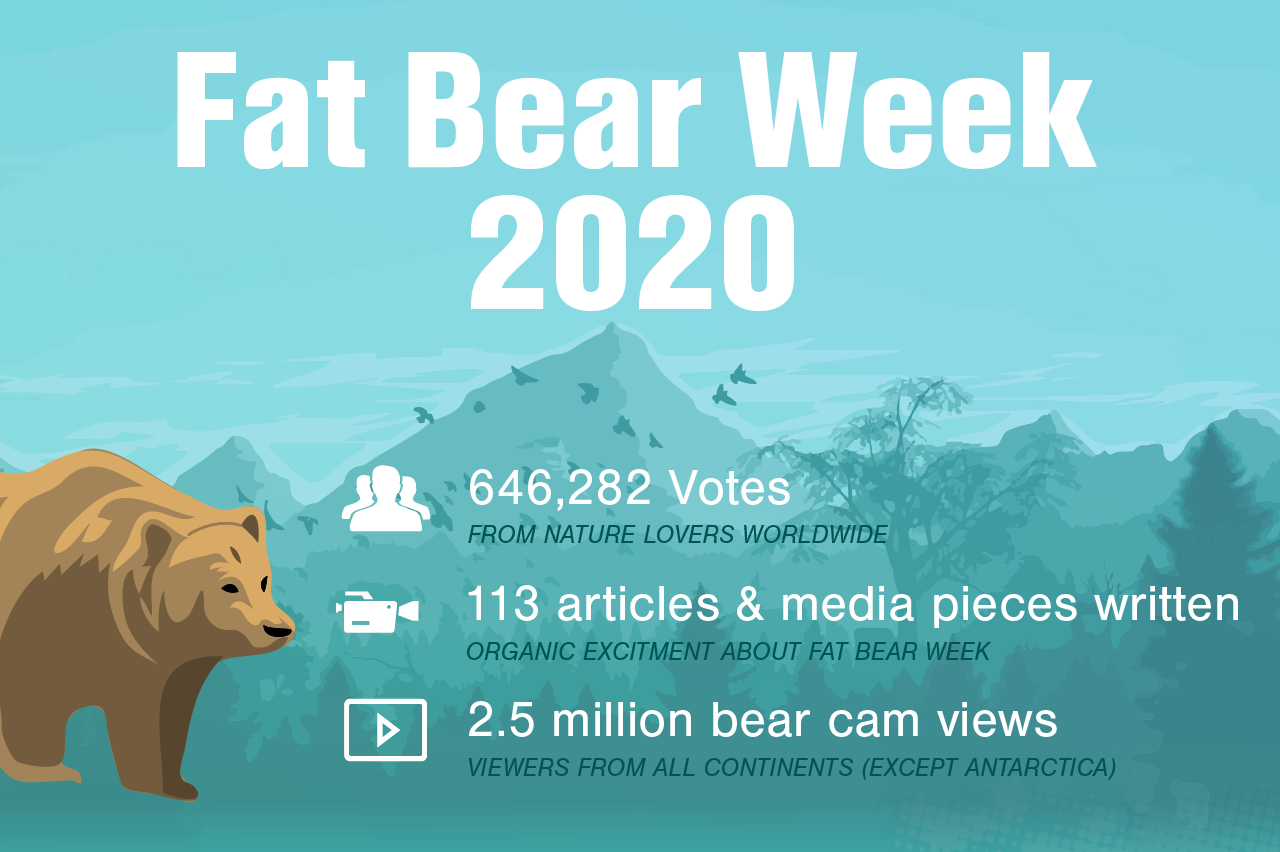 Fat Bear Week
2020
646,282 Votes
FROM NATURE LOVERS WORLDWIDE
113 articles & media pieces written
ORGANIC EXCITMENT ABOUT FAT BEAR WEEK
2.5 million bear cam views
VIEWERS FROM ALL CONTINENTS (EXCEPT ANTARCTICA)